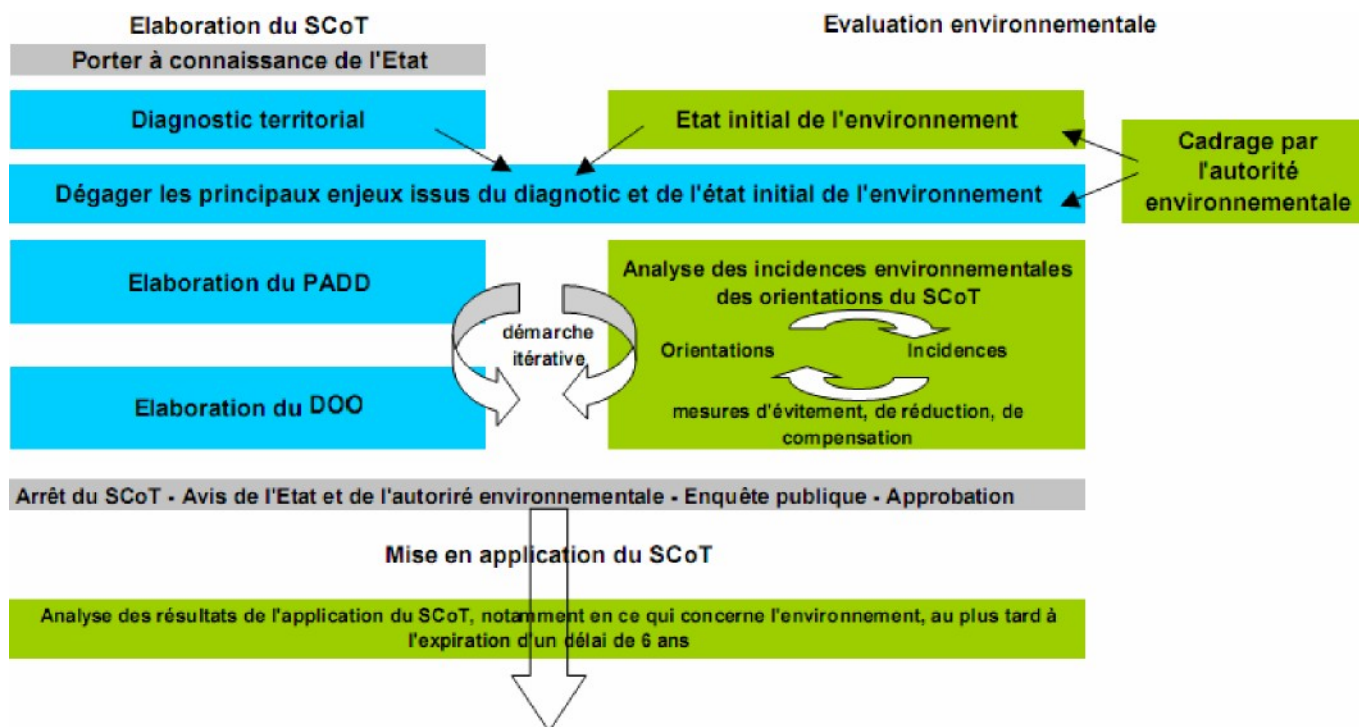 Elaboration du SCoT
Evaluation environnementale
Porter à connaissance de l'Etat
Diagnostic territorial
Etat initial de l'environnement
Cadrage par
l'autorité
environnementale
Dégager les principaux enjeux issus du diagnotic et de l'état initial de l'environnement
Elaboration du PADD
Analyse des incidences environnementales
des orientations du SCoT
démarche
itérative
Orientations
Incidences
Elaboration du DOO
mesures d'évitement, de réduction, de
compensation
Arrêt du SCoT - Avis de l'Etat et de l'autoriré environnementale - Enquête publique - Approbation
Mise en application du SCoT
Analyse des résultats de l'application du SCoT, notamment en ce qui concerne l'environnement, au plus tard à
l'expiration d'un délai de 6 ans